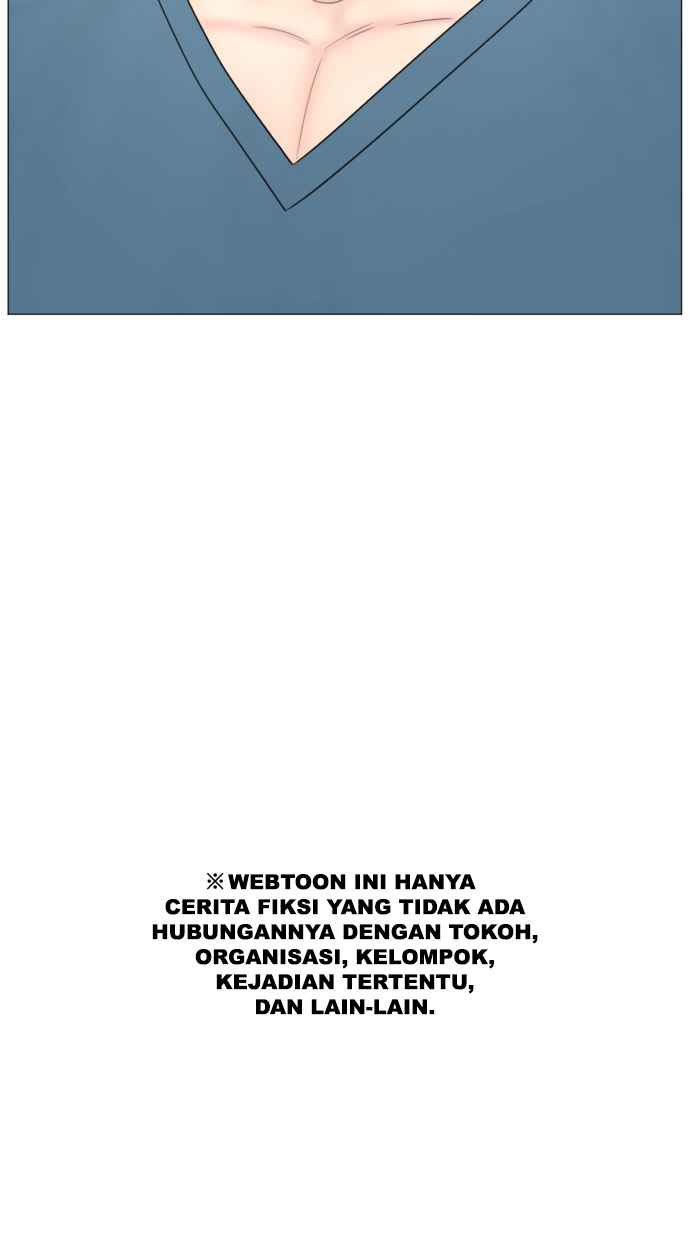 ※WEBTOON INI HANYA
CERITA FIKSI YANG TIDAK ADA
HUBUNGANNYA DENGAN TOKOH,
ORGANISASI, KELOMPOK,
KEJADIAN TERTENTU,
DAN LAIN-LAIN.